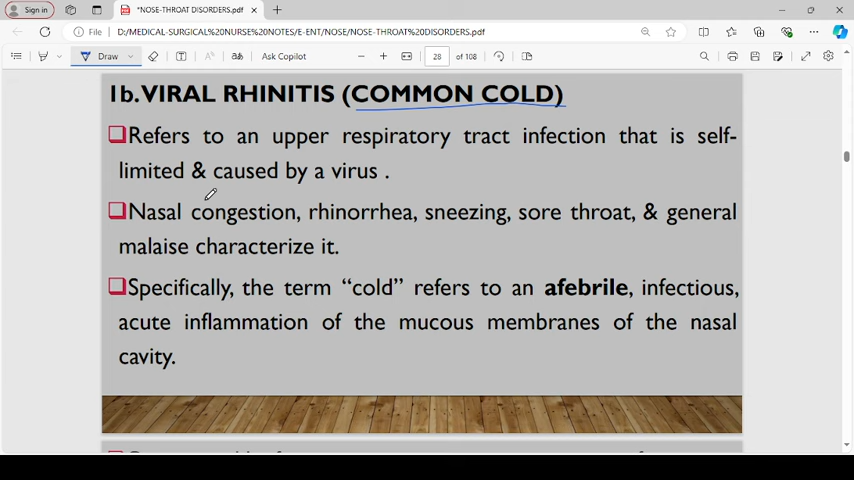 Sign in
*NOSE-THROAT DISORDERS.pdf
File
D:/MEDICAL-SURGICAL%20NURSE%20NOTES/E-ENT/NOSE/NOSE-THROAT%20DISORDERS.pdf
Draw
Ask Copilot
28 of 108
1b.VIRAL RHINITIS (COMMON COLD)
Refers to an upper respiratory tract infection that is self-
limited & caused by a virus .
Nasal congestion, rhinorrhea, sneezing, sore throat, & general
malaise characterize it.
Specifically, the term “cold” refers to an afebrile, infectious,
acute inflammation of the mucous membranes of the nasal
cavity.